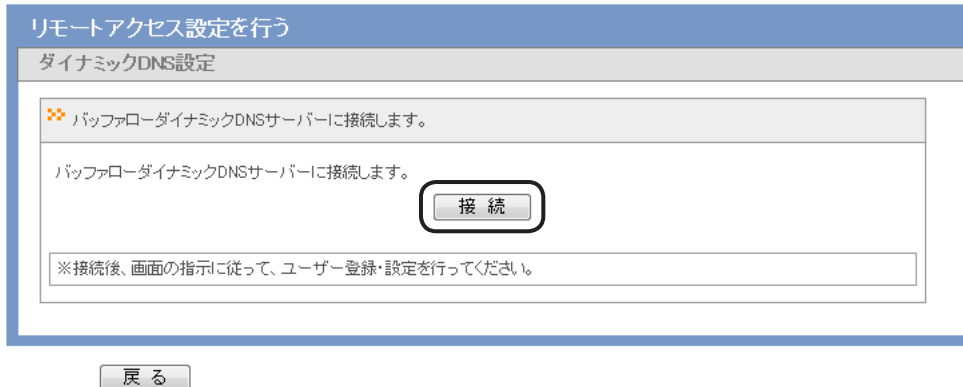 リモートアクセス設定を行う
ダイナミックDNS設定
バッファローダイナミックDNSサーバーに接続します。
バッファローダイナミックDNSサーバーに接続します。
接 続
※接続後、画面の指示に従って、ユーザー登録・設定を行ってください。
戻 る